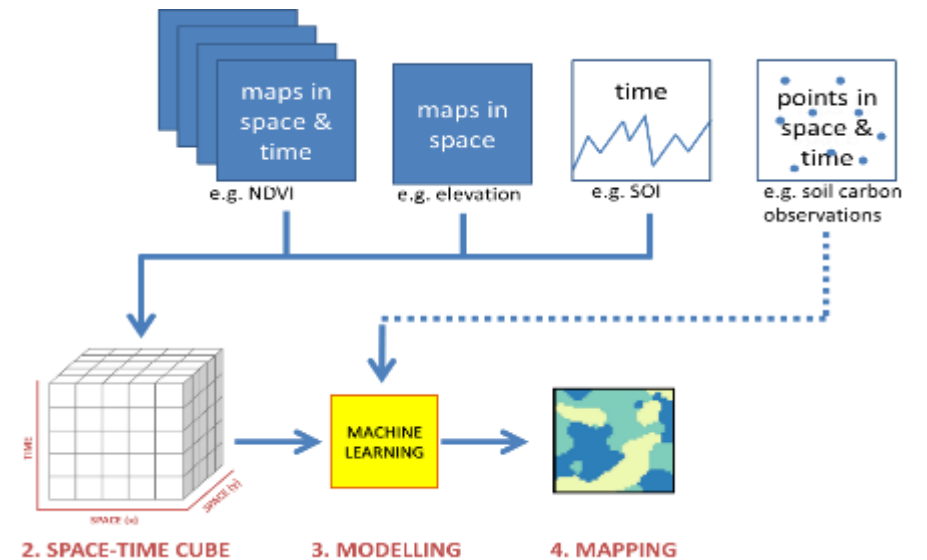 maps in
space &
time
e.g. NDVI
maps in
space
e.g. elevation
time
e.g. SOI
points in
space &
time
e.g. soil carbon
observations
TIME
SPACE (x)
SPACE (y)
MACHINE
LEARNING
2. SPACE-TIME CUBE
3. MODELLING
4. MAPPING